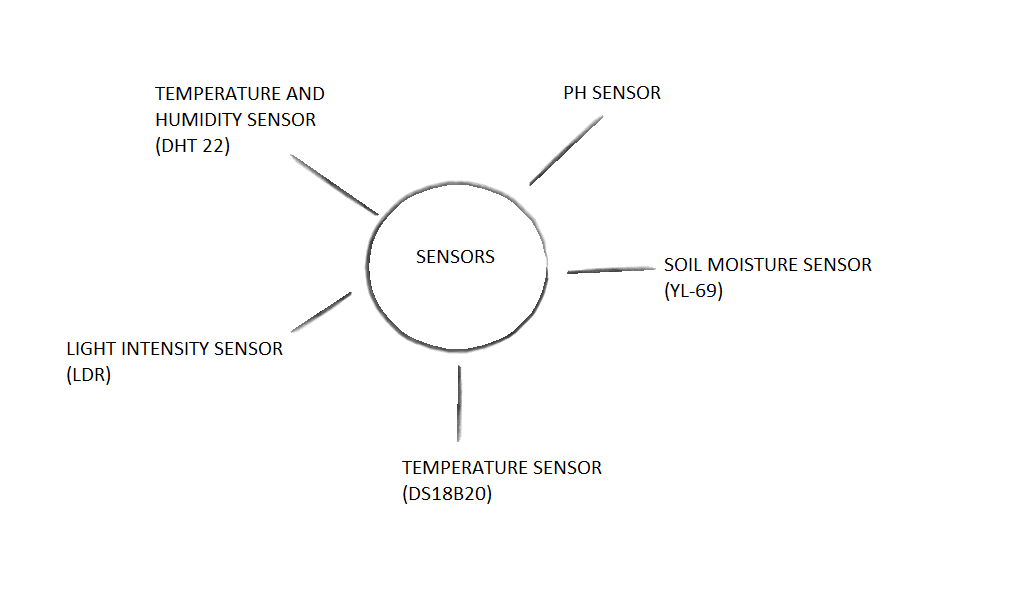 TEMPERATURE AND
HUMIDITY SENSOR
(DHT 22)
PH SENSOR
SENSORS
SOIL MOISTURE SENSOR
(YL-69)
LIGHT INTENSITY SENSOR
(LDR)
TEMPERATURE SENSOR
(DS18B20)